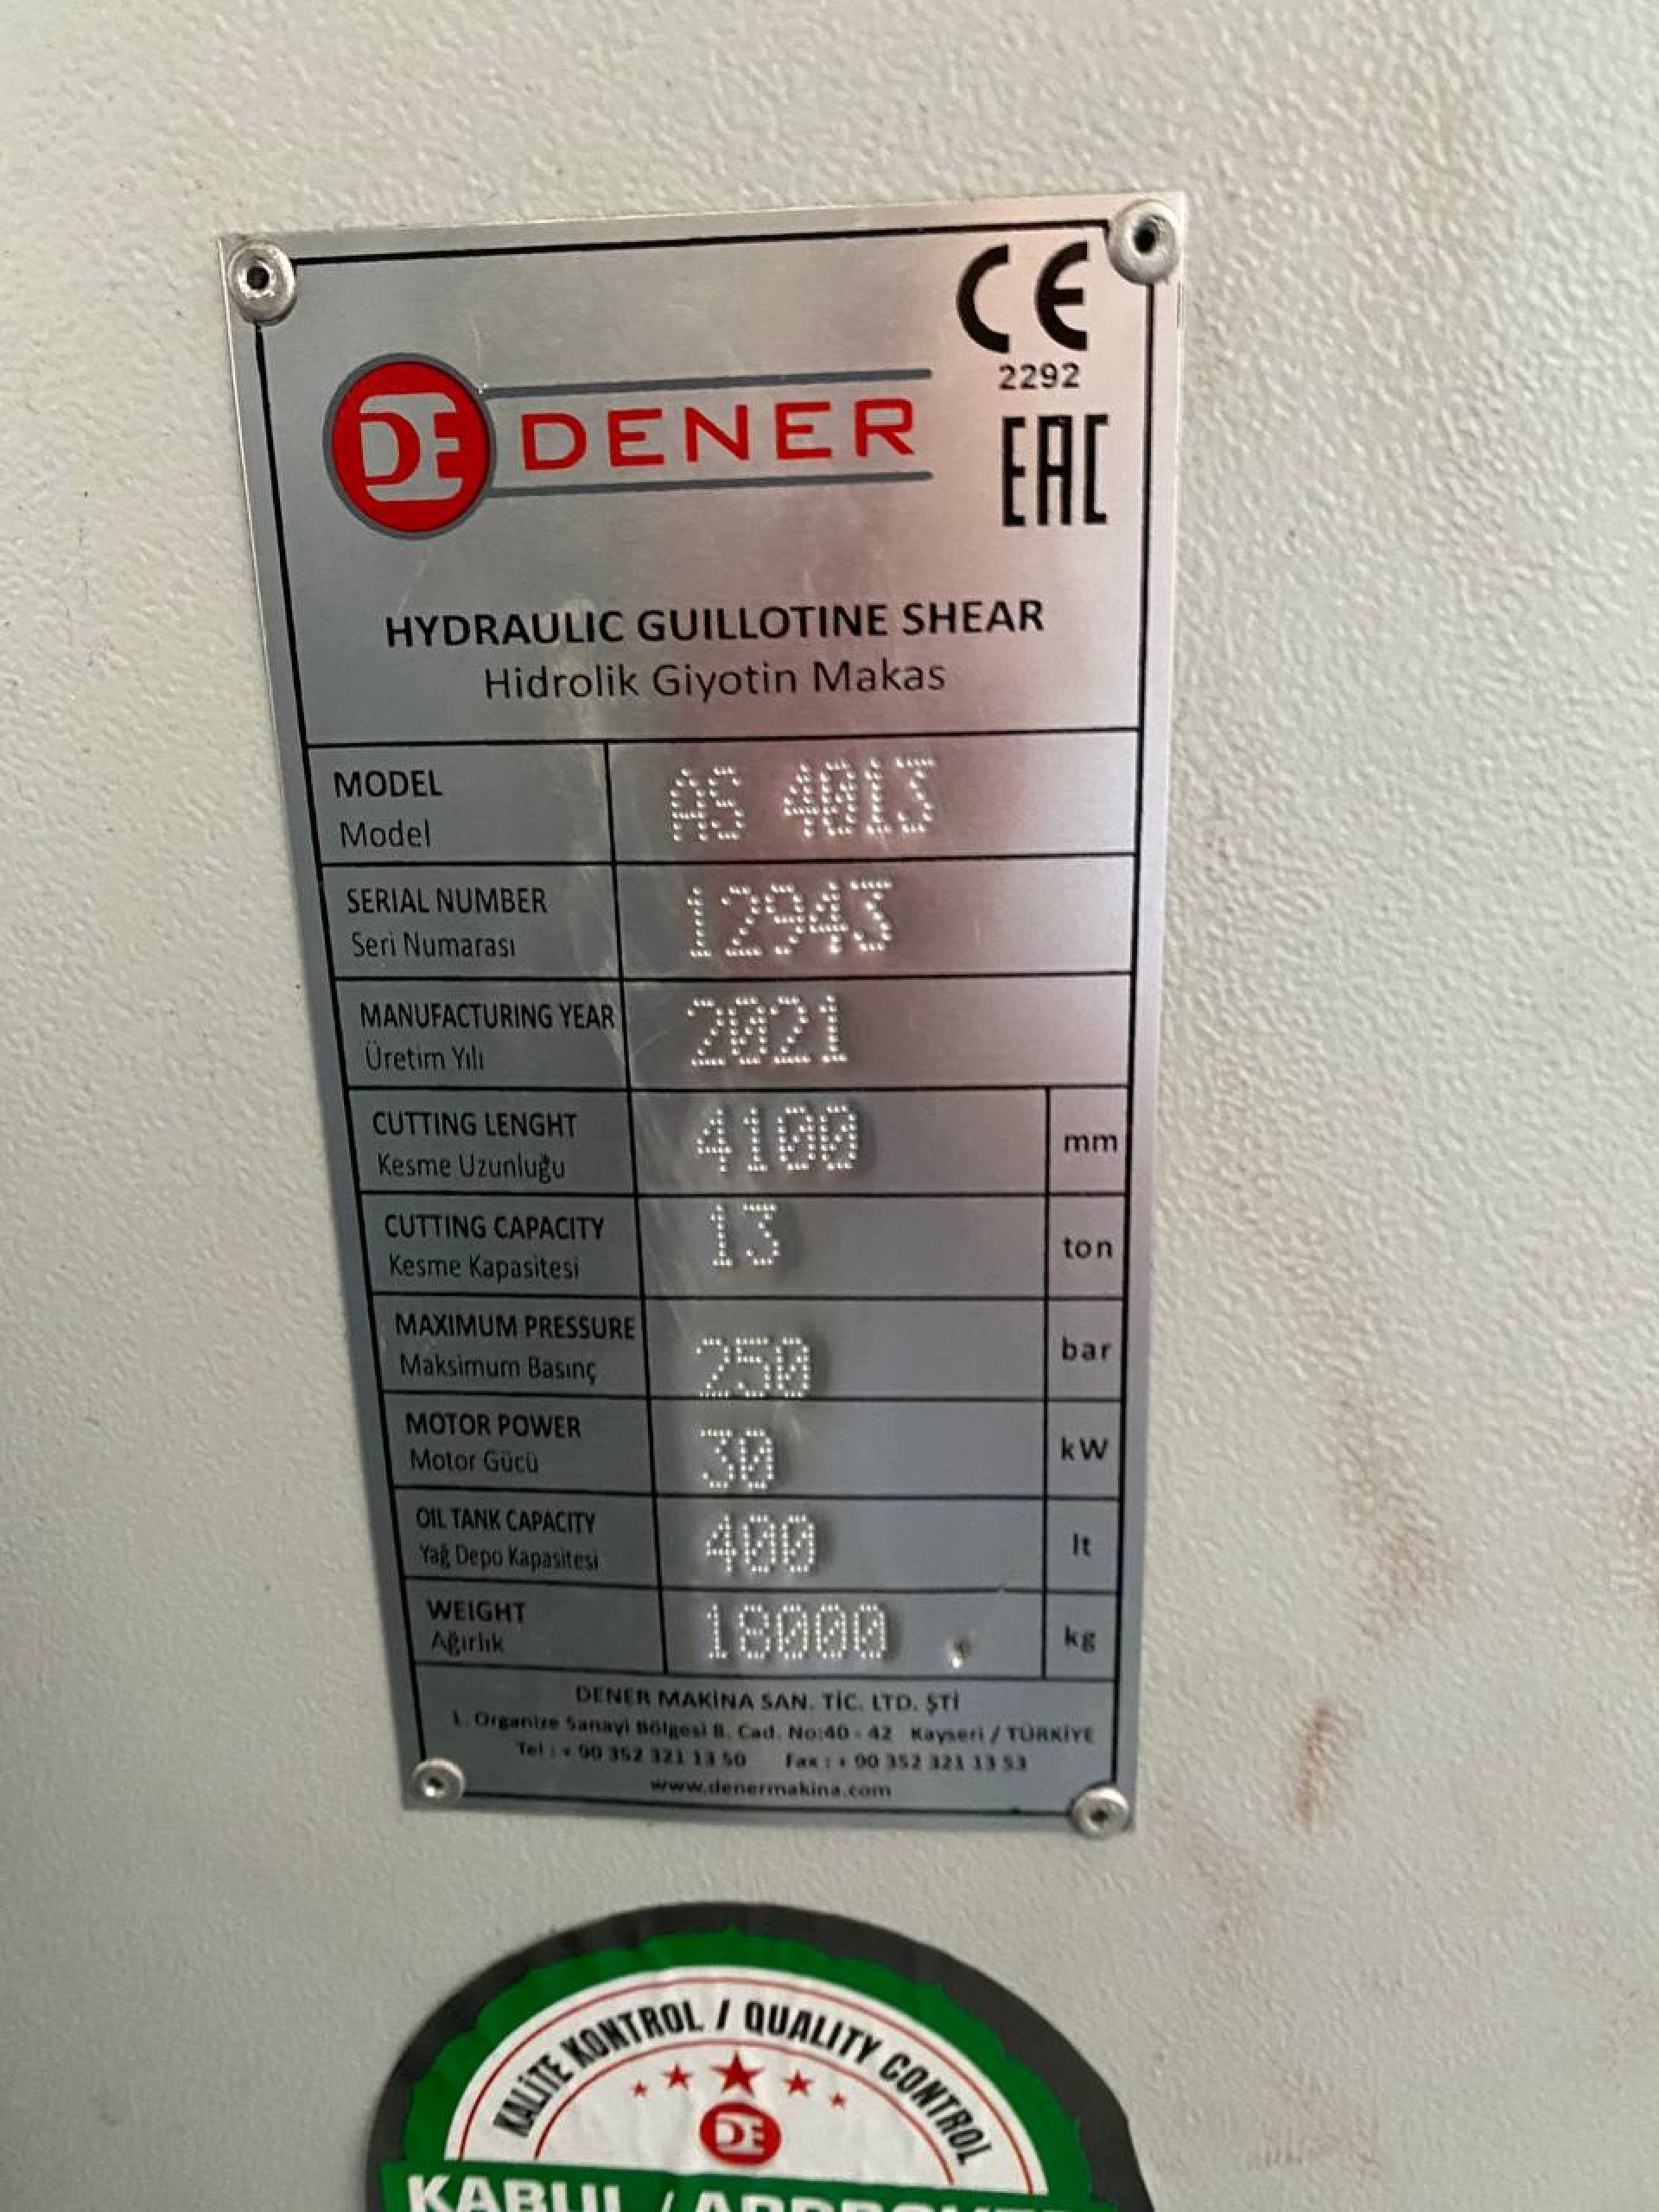 CE
2292
DE DENER
EAC
HYDRAULIC GUILLOTINE SHEAR
Hidrolik Giyotin Makas
MODEL AS 4013
Model
SERIAL NUMBER 12943
Seri Numarası
MANUFACTURING YEAR 2021
Üretim Yılı
CUTTING LENGHT 4100 mm
Kesme Uzunluğu
CUTTING CAPACITY 13 ton
Kesme Kapasitesi
MAXIMUM PRESSURE 250 bar
Maksimum Basınç
MOTOR POWER 30 kW
Motor Gücü
OIL TANK CAPACITY 400 lt
Yağ Depo Kapasitesi
WEIGHT 18000 kg
Ağırlık
DENER MAKİNA SAN. TİC. LTD. ŞTİ
1. Organize Sanayi Bölgesi 8. Cad. No:40 - 42 Kayseri / TÜRKİYE
Tel : + 90 352 321 13 50 Fax : + 90 352 321 13 53
www.denermakina.com
KALİTE KONTROL / QUALITY CONTROL
DE
KABUL / APPROVED